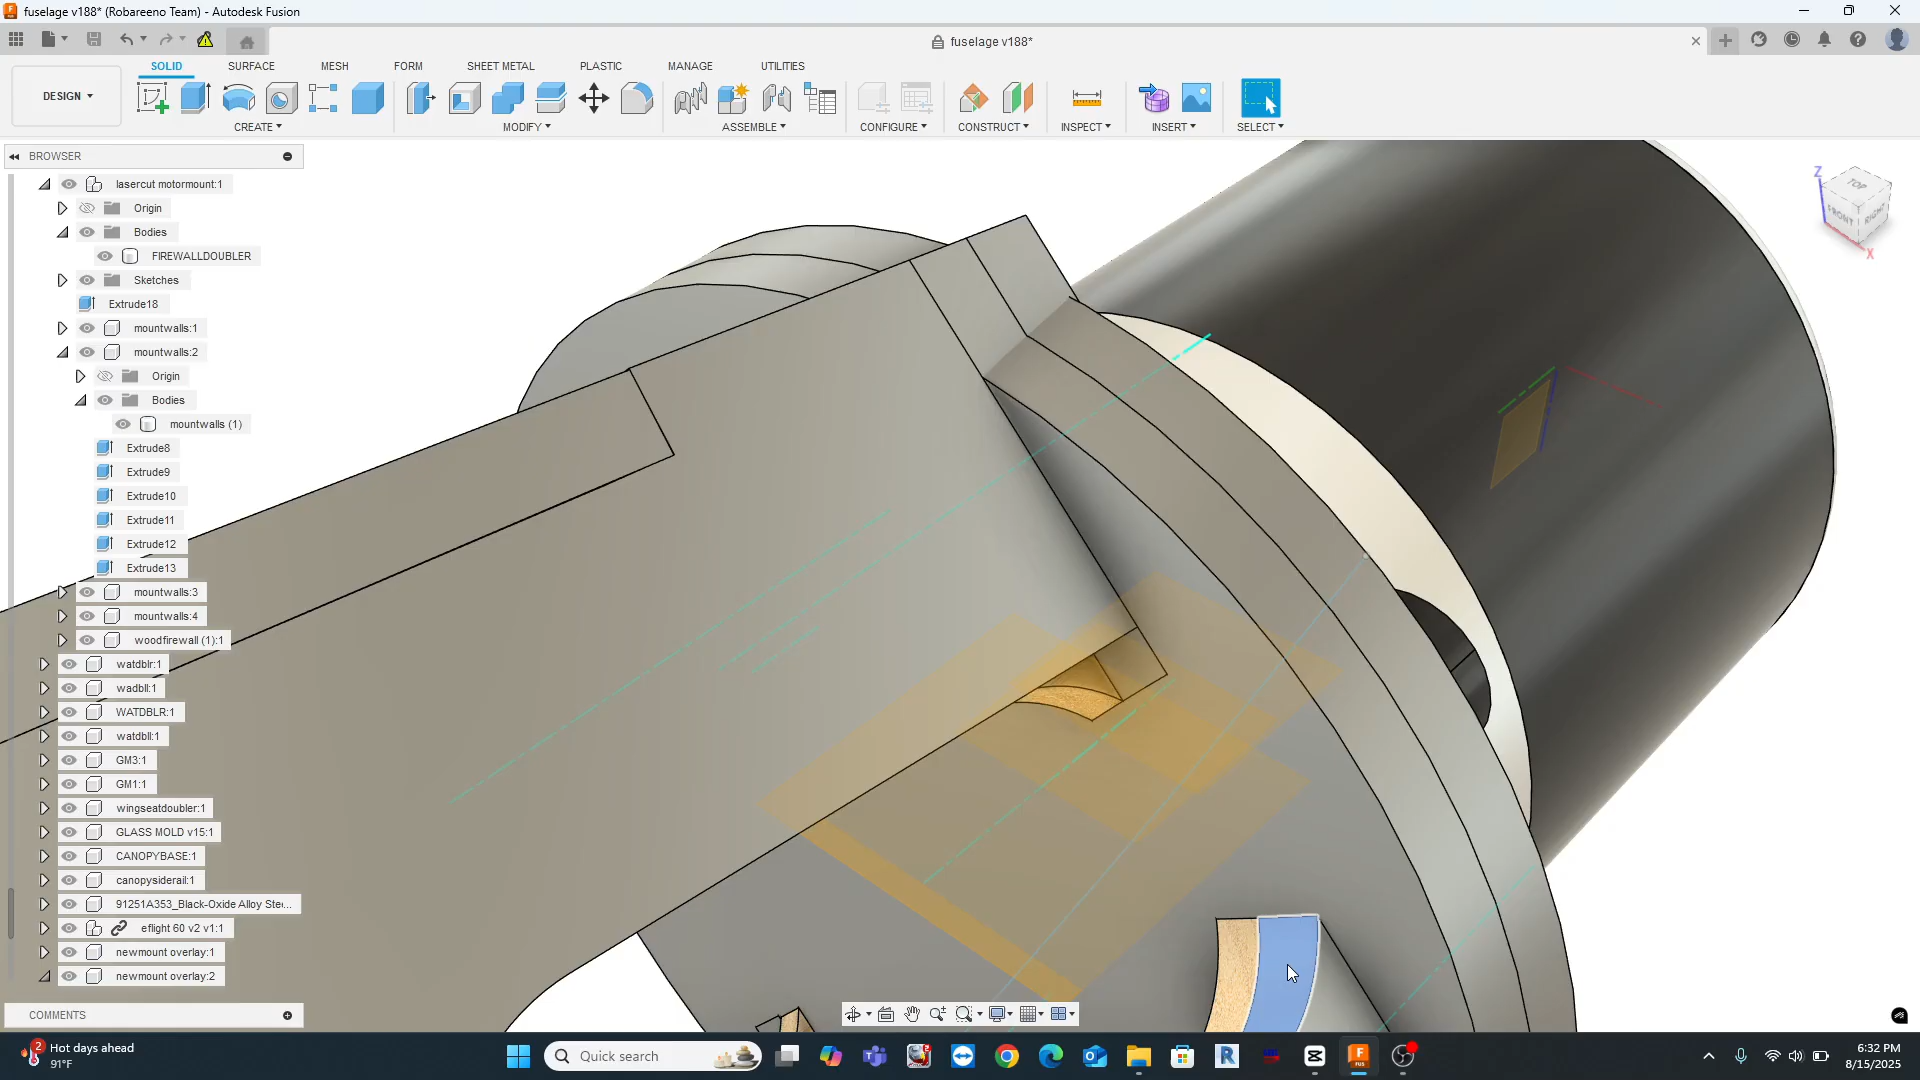 fuselage v188* (Robareeno Team) - Autodesk Fusion
fuselage v188*
SOLID
SURFACE
MESH
FORM
SHEET METAL
PLASTIC
MANAGE
UTILITIES
DESIGN
CREATE
MODIFY
ASSEMBLE
CONFIGURE
CONSTRUCT
INSPECT
INSERT
SELECT
BROWSER
lasercut motormount:1
Origin
Bodies
FIREWALLDOUBLER
Sketches
Extrude18
mountwalls:1
mountwalls:2
Origin
Bodies
mountwalls (1)
Extrude8
Extrude9
Extrude10
Extrude11
Extrude12
Extrude13
mountwalls:3
mountwalls:4
woodfirewall (1):1
watdblr:1
wadbll:1
WATDBLR:1
watdbll:1
GM3:1
GM1:1
wingseatdoubler:1
GLASS MOLD v15:1
CANOPYBASE:1
canopysiderail:1
91251A353_Black-Oxide Alloy Ste...
eflight 60 v2 v1:1
newmount overlay:1
newmount overlay:2
COMMENTS
Z
TOP
FRONT
RIGHT
X
2
Hot days ahead
91°F
Quick search
6:32 PM
8/15/2025